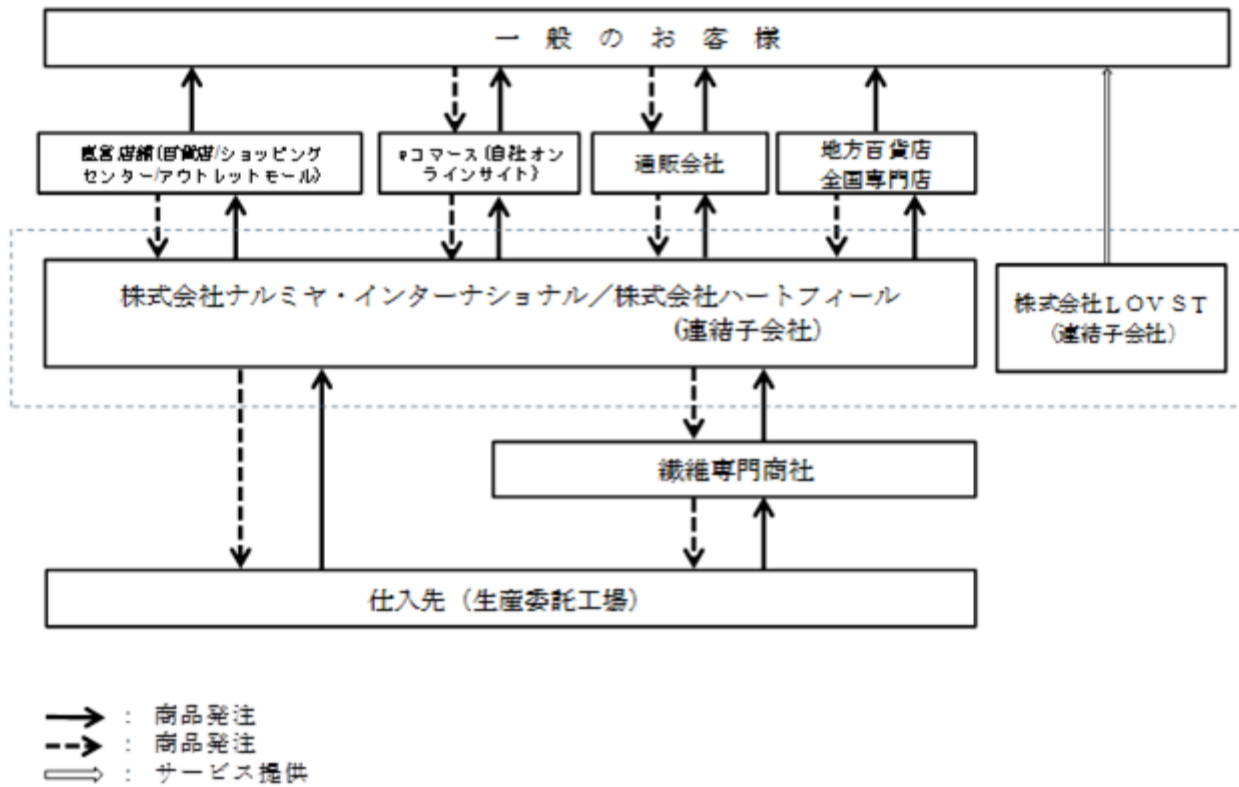 一般のお客様
直営店舗(百貨店/ショッピング
センター/アウトレットモール)
eコマース(自社オン
ラインサイト)
通販会社
地方百貨店
全国専門店
株式会社ナルミヤ・インターナショナル／株式会社ハートフィール
(連結子会社)
株式会社ＬＯＶＳＴ
(連結子会社)
繊維専門商社
仕入先（生産委託工場）
： 商品発注
： 商品発注
： サービス提供